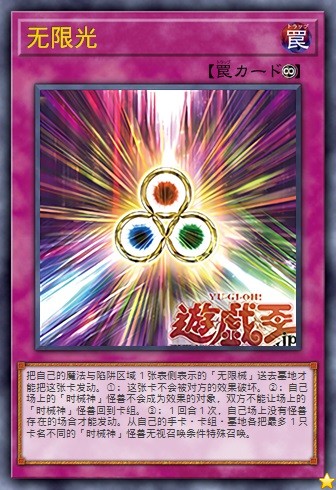 无限光
トラップ
罠
【罠カード】
YU-GI-OH!
遊戯王
.jp
把自己的魔法与陷阱区域1张表侧表示的「无限械」送去墓地才
能把这张卡发动。①：这张卡不会被对方的效果破坏。②：自己
场上的「时械神」怪兽不会成为效果的对象，双方不能让场上的
「时械神」怪兽回到卡组。②：1回合1次，自己场上没有怪兽
存在的场合才能发动。从自己的手卡・卡组・墓地各把最多1只
卡名不同的「时械神」怪兽无视召唤条件特殊召唤。